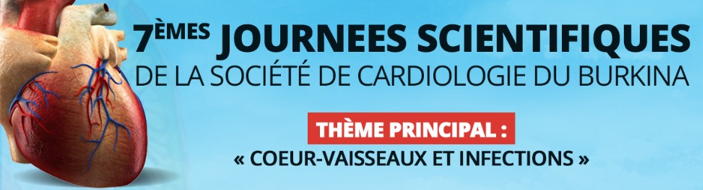 7ÈMES JOURNEES SCIENTIFIQUES
DE LA SOCIÉTÉ DE CARDIOLOGIE DU BURKINA
THÈME PRINCIPAL :
« COEUR-VAISSEAUX ET INFECTIONS »